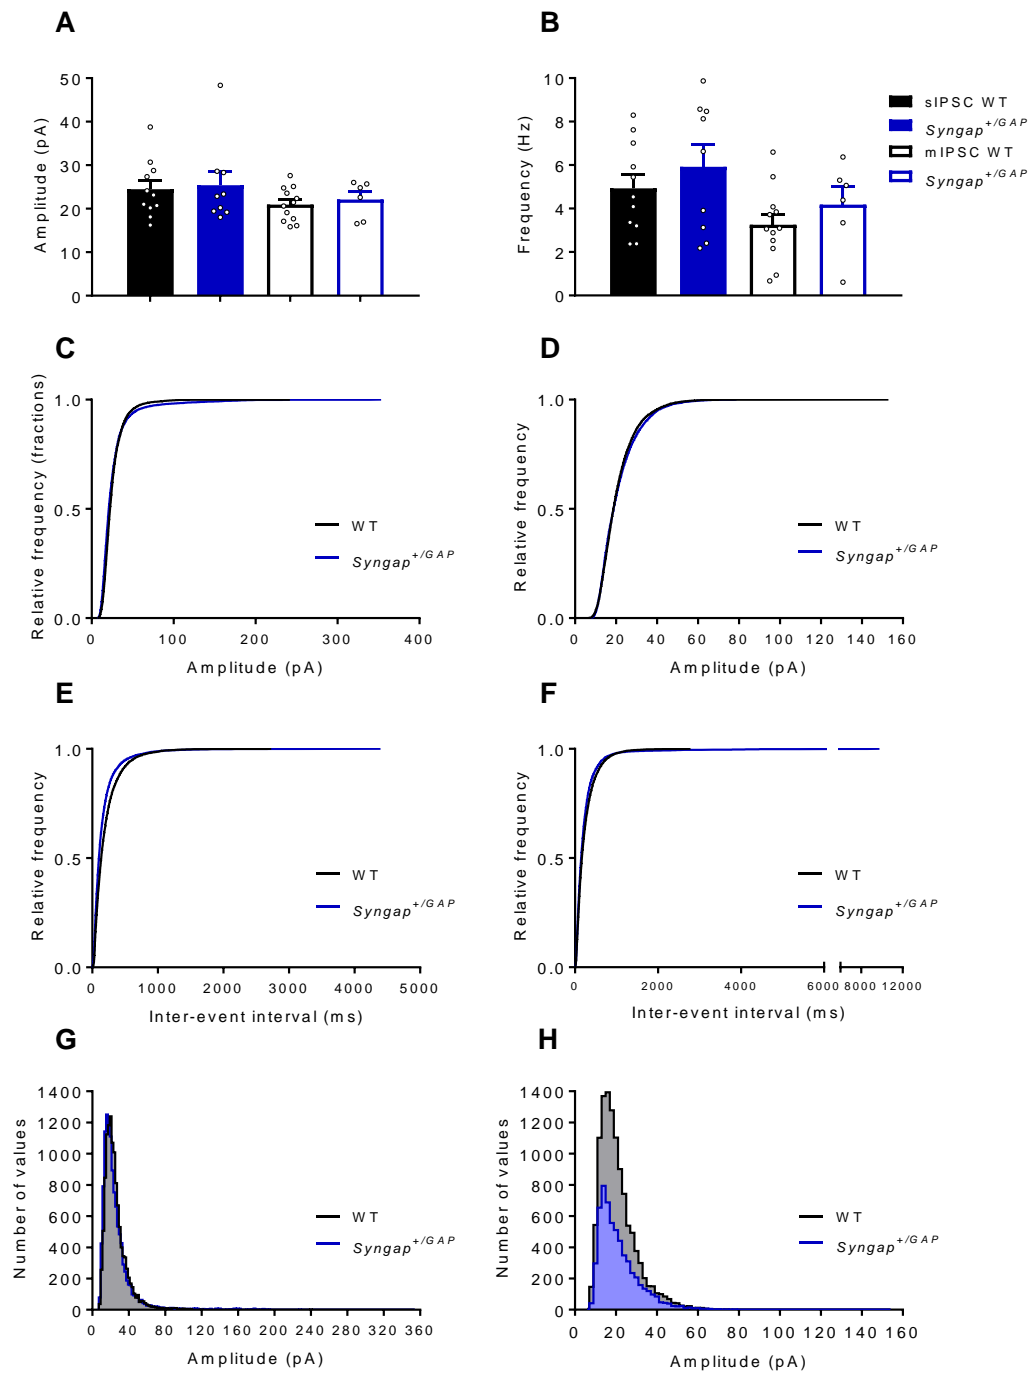 A
B
50
40
30
20
10
0
Amplitude (pA)
10
8
6
4
2
0
Frequency (Hz)
sIPSC WT
Syngap+/GAP
mIPSC WT
Syngap+/GAP
C
D
1.0
0.5
0.0
Relative frequency (fractions)
WT
Syngap+/GAP
0 100 200 300 400
Amplitude (pA)
1.0
0.5
0.0
Relative frequency
WT
Syngap+/GAP
0 20 40 60 80 100 120 140 160
Amplitude (pA)
E
F
1.0
0.5
0.0
Relative frequency
WT
Syngap+/GAP
0 1000 2000 3000 4000 5000
Inter-event interval (ms)
1.0
0.5
0.0
Relative frequency
WT
Syngap+/GAP
0 2000 4000 6000 8000 12000
Inter-event interval (ms)
G
H
1400
1200
1000
800
600
400
200
0
Number of values
WT
Syngap+/GAP
0 40 80 120 160 200 240 280 320 360
Amplitude (pA)
1400
1200
1000
800
600
400
200
0
Number of values
WT
Syngap+/GAP
0 20 40 60 80 100 120 140 160
Amplitude (pA)